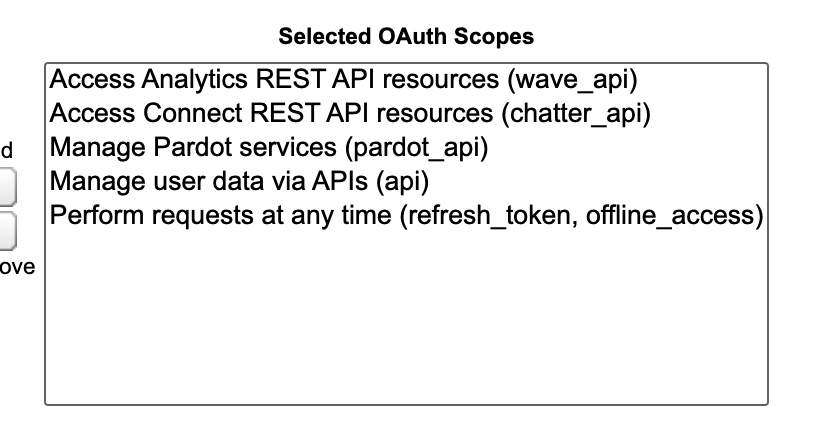 Selected OAuth Scopes
Access Analytics REST API resources (wave_api)
Access Connect REST API resources (chatter_api)
d
Manage Pardot services (pardot_api)
Manage user data via APIs (api)
Perform requests at any time (refresh_token, offline_access)
ove